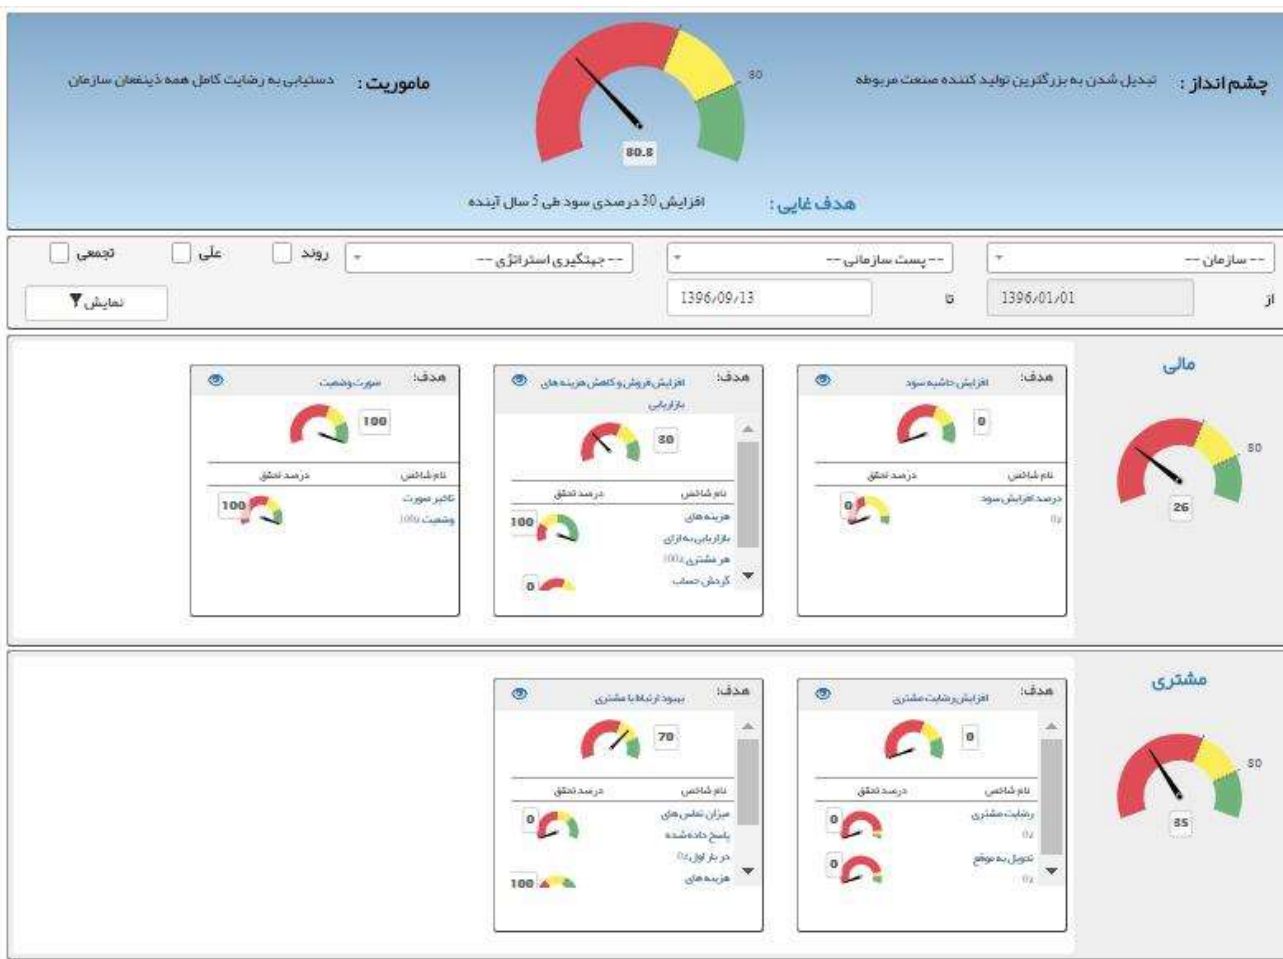 چشم انداز : تبدیل شدن به بزرگترین تولید کننده صنعت مربوطه
80
80.8
ماموریت : دستیابی به رضایت کامل همه ذینفعان سازمان
هدف غایی : افزایش 30 درصدی سود طی 5 سال آینده
-- سازمان --
-- پست سازمانی --
-- جهتگیری استراتژی --
روند
علّی
تجمعی
از 1396/01/01 تا 1396/09/13
نمایش
مالی
80
26
هدف: افزایش حاشیه سود
0
نام شاخص درصد تحقق
درصد افزایش سود
0٪
0
هدف: افزایش فروش و کاهش هزینه های
بازاریابی
نام شاخص درصد تحقق
هزینه های
بازاریابی به ازای
هر مشتری 100٪
100
گردش حساب
0
هدف: صورت وضعیت
100
نام شاخص درصد تحقق
تاخیر صورت
وضعیت 100٪
100
مشتری
80
هدف: افزایش رضایت مشتری
0
نام شاخص درصد تحقق
رضایت مشتری
0٪
0
تحویل به موقع
0٪
0
هدف: بهبود ارتباط با مشتری
70
نام شاخص درصد تحقق
میزان تماس های
پاسخ داده شده
در بار اول 0٪
0
هزینه های
100